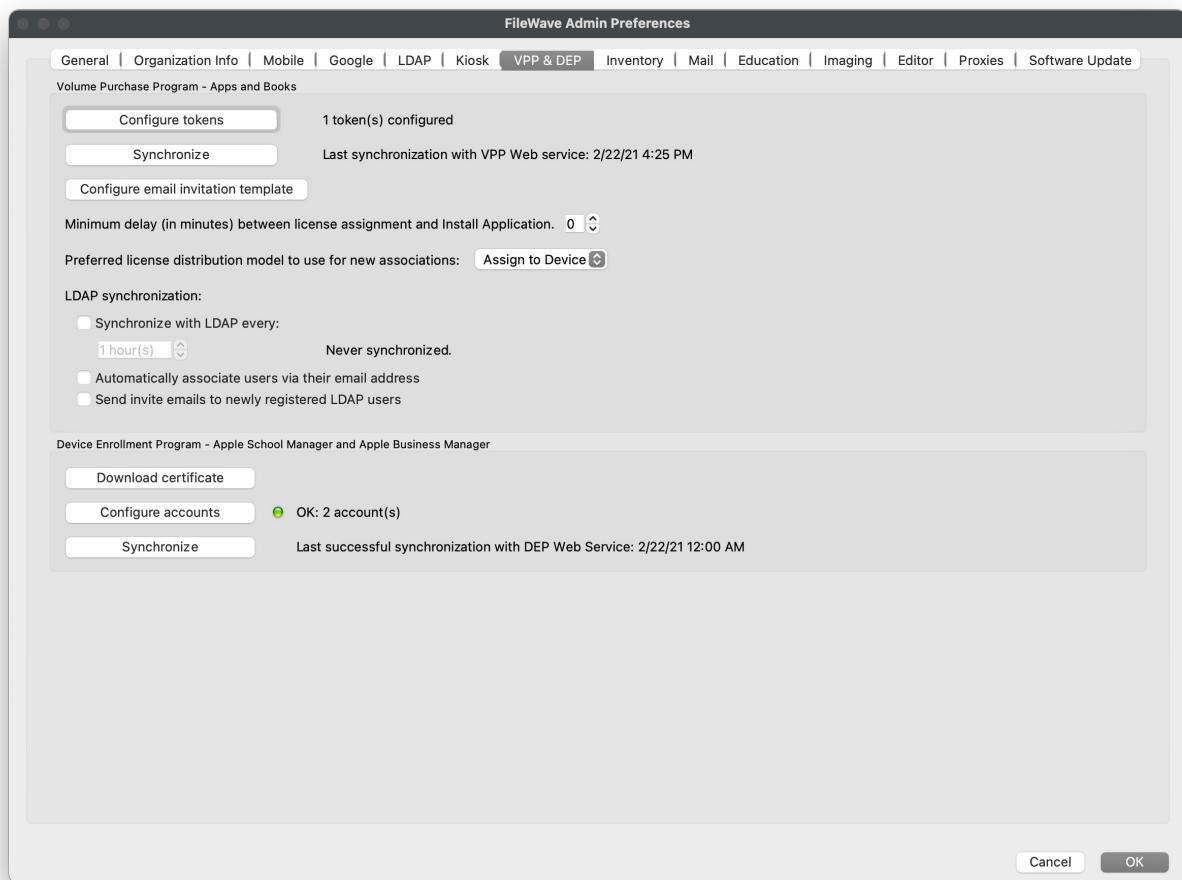 FileWave Admin Preferences
General Organization Info Mobile Google LDAP Kiosk VPP & DEP Inventory Mail Education Imaging Editor Proxies Software Update
Volume Purchase Program - Apps and Books
Configure tokens 1 token(s) configured
Synchronize Last synchronization with VPP Web service: 2/22/21 4:25 PM
Configure email invitation template
Minimum delay (in minutes) between license assignment and Install Application. 0
Preferred license distribution model to use for new associations: Assign to Device
LDAP synchronization:
Synchronize with LDAP every:
1 hour(s) Never synchronized.
Automatically associate users via their email address
Send invite emails to newly registered LDAP users
Device Enrollment Program - Apple School Manager and Apple Business Manager
Download certificate
Configure accounts OK: 2 account(s)
Synchronize Last successful synchronization with DEP Web Service: 2/22/21 12:00 AM
Cancel OK